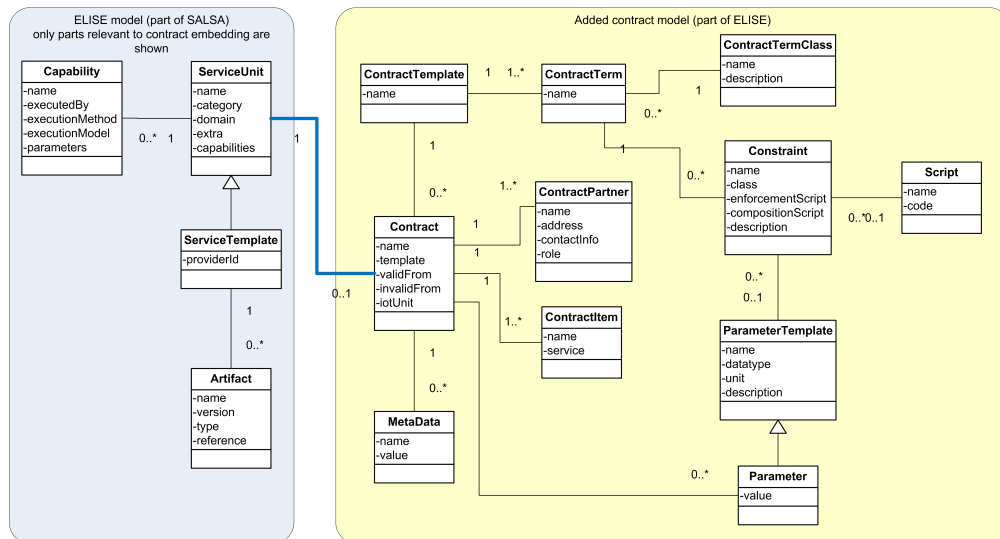 ELISE model (part of SALSA)
only parts relevant to contract embedding are
shown
Capability
-name
-executedBy
-executionMethod
-executionModel
-parameters
0..*
1
ServiceUnit
-name
-category
-domain
-extra
-capabilities
1
ServiceTemplate
-providerId
1
0..*
Artifact
-name
-version
-type
-reference
Added contract model (part of ELISE)
ContractTemplate
-name
1
1..*
ContractTerm
-name
0..*
1
ContractTermClass
-name
-description
1
0..*
1
0..*
Constraint
-name
-class
-enforcementScript
-compositionScript
-description
0..*
0..1
Script
-name
-code
1..*
1
ContractPartner
-name
-address
-contactInfo
-role
Contract
-name
-template
-validFrom
-invalidFrom
-iotUnit
0..1
1
1
1..*
ContractItem
-name
-service
0..*
0..1
ParameterTemplate
-name
-datatype
-unit
-description
1
0..*
MetaData
-name
-value
0..*
Parameter
-value